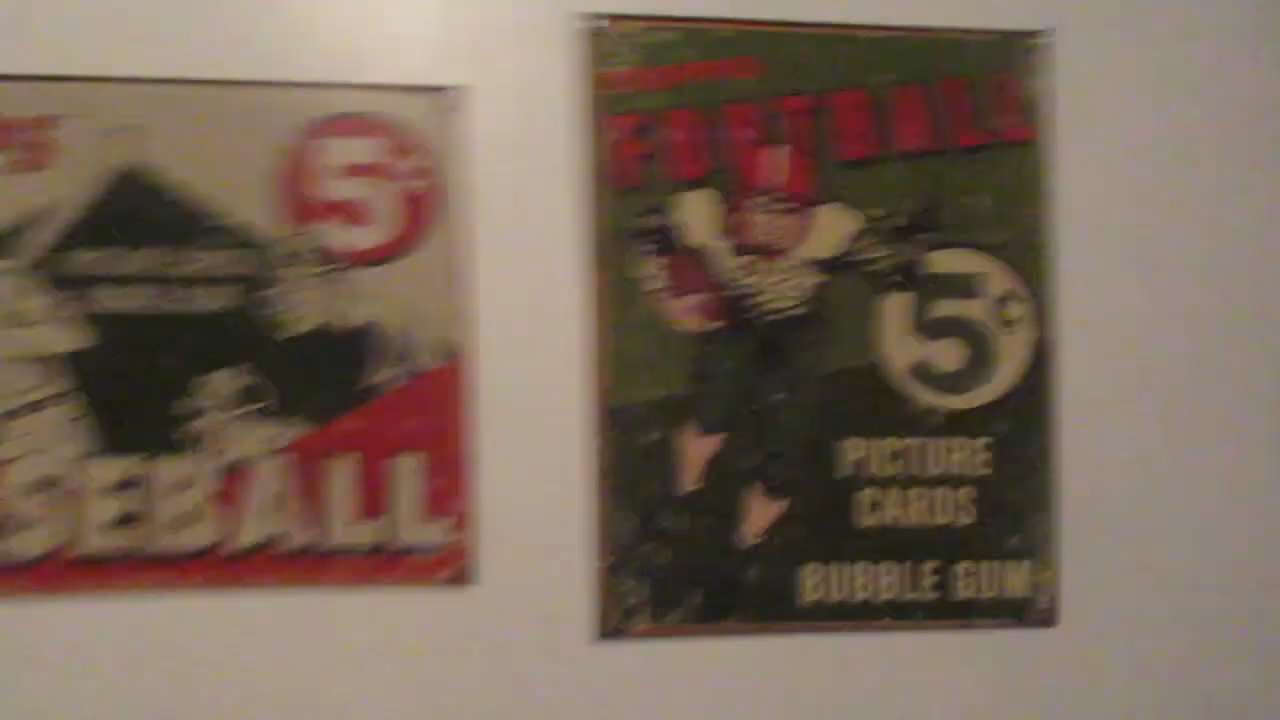 5¢
SEBALL
FOOTBALL
5¢
PICTURE
CARDS
BUBBLE GUM